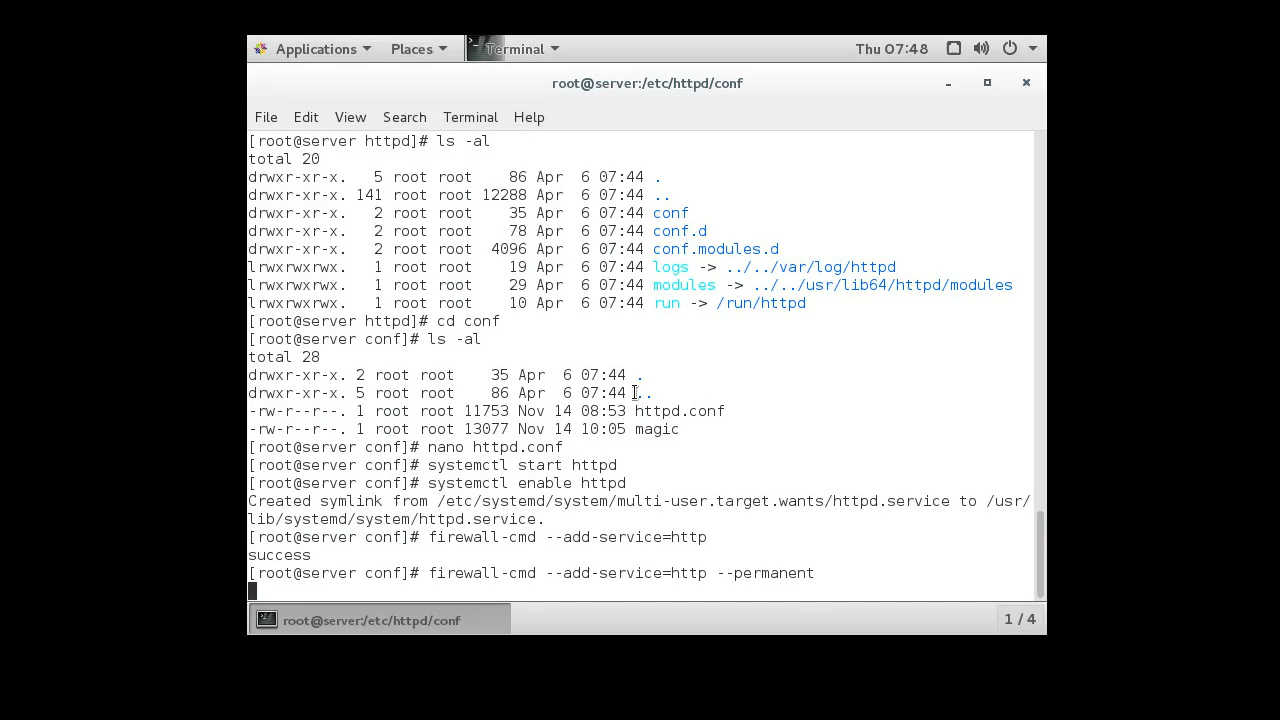 Applications Places Terminal Thu 07:48
root@server:/etc/httpd/conf
File Edit View Search Terminal Help
[root@server httpd]# ls -al
total 20
drwxr-xr-x.   5 root root    86 Apr  6 07:44 .
drwxr-xr-x. 141 root root 12288 Apr  6 07:44 ..
drwxr-xr-x.   2 root root    35 Apr  6 07:44 conf
drwxr-xr-x.   2 root root    78 Apr  6 07:44 conf.d
drwxr-xr-x.   2 root root  4096 Apr  6 07:44 conf.modules.d
lrwxrwxrwx.   1 root root    19 Apr  6 07:44 logs -> ../../var/log/httpd
lrwxrwxrwx.   1 root root    29 Apr  6 07:44 modules -> ../../usr/lib64/httpd/modules
lrwxrwxrwx.   1 root root    10 Apr  6 07:44 run -> /run/httpd
[root@server httpd]# cd conf
[root@server conf]# ls -al
total 28
drwxr-xr-x. 2 root root    35 Apr  6 07:44 .
drwxr-xr-x. 5 root root    86 Apr  6 07:44 ..
-rw-r--r--. 1 root root 11753 Nov 14 08:53 httpd.conf
-rw-r--r--. 1 root root 13077 Nov 14 10:05 magic
[root@server conf]# nano httpd.conf
[root@server conf]# systemctl start httpd
[root@server conf]# systemctl enable httpd
Created symlink from /etc/systemd/system/multi-user.target.wants/httpd.service to /usr/
lib/systemd/system/httpd.service.
[root@server conf]# firewall-cmd --add-service=http
success
[root@server conf]# firewall-cmd --add-service=http --permanent
root@server:/etc/httpd/conf 1 / 4